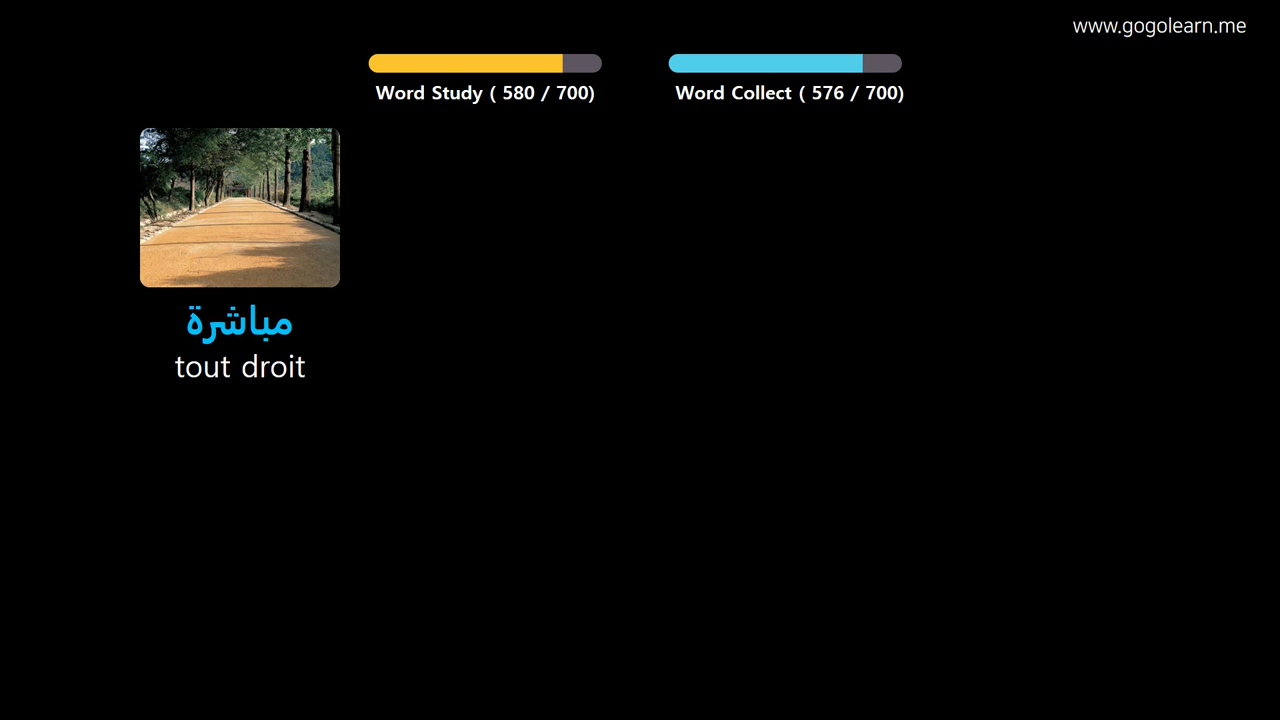 www.gogolearn.me
Word Study ( 580 / 700)
Word Collect ( 576 / 700)
مباشرة
tout droit